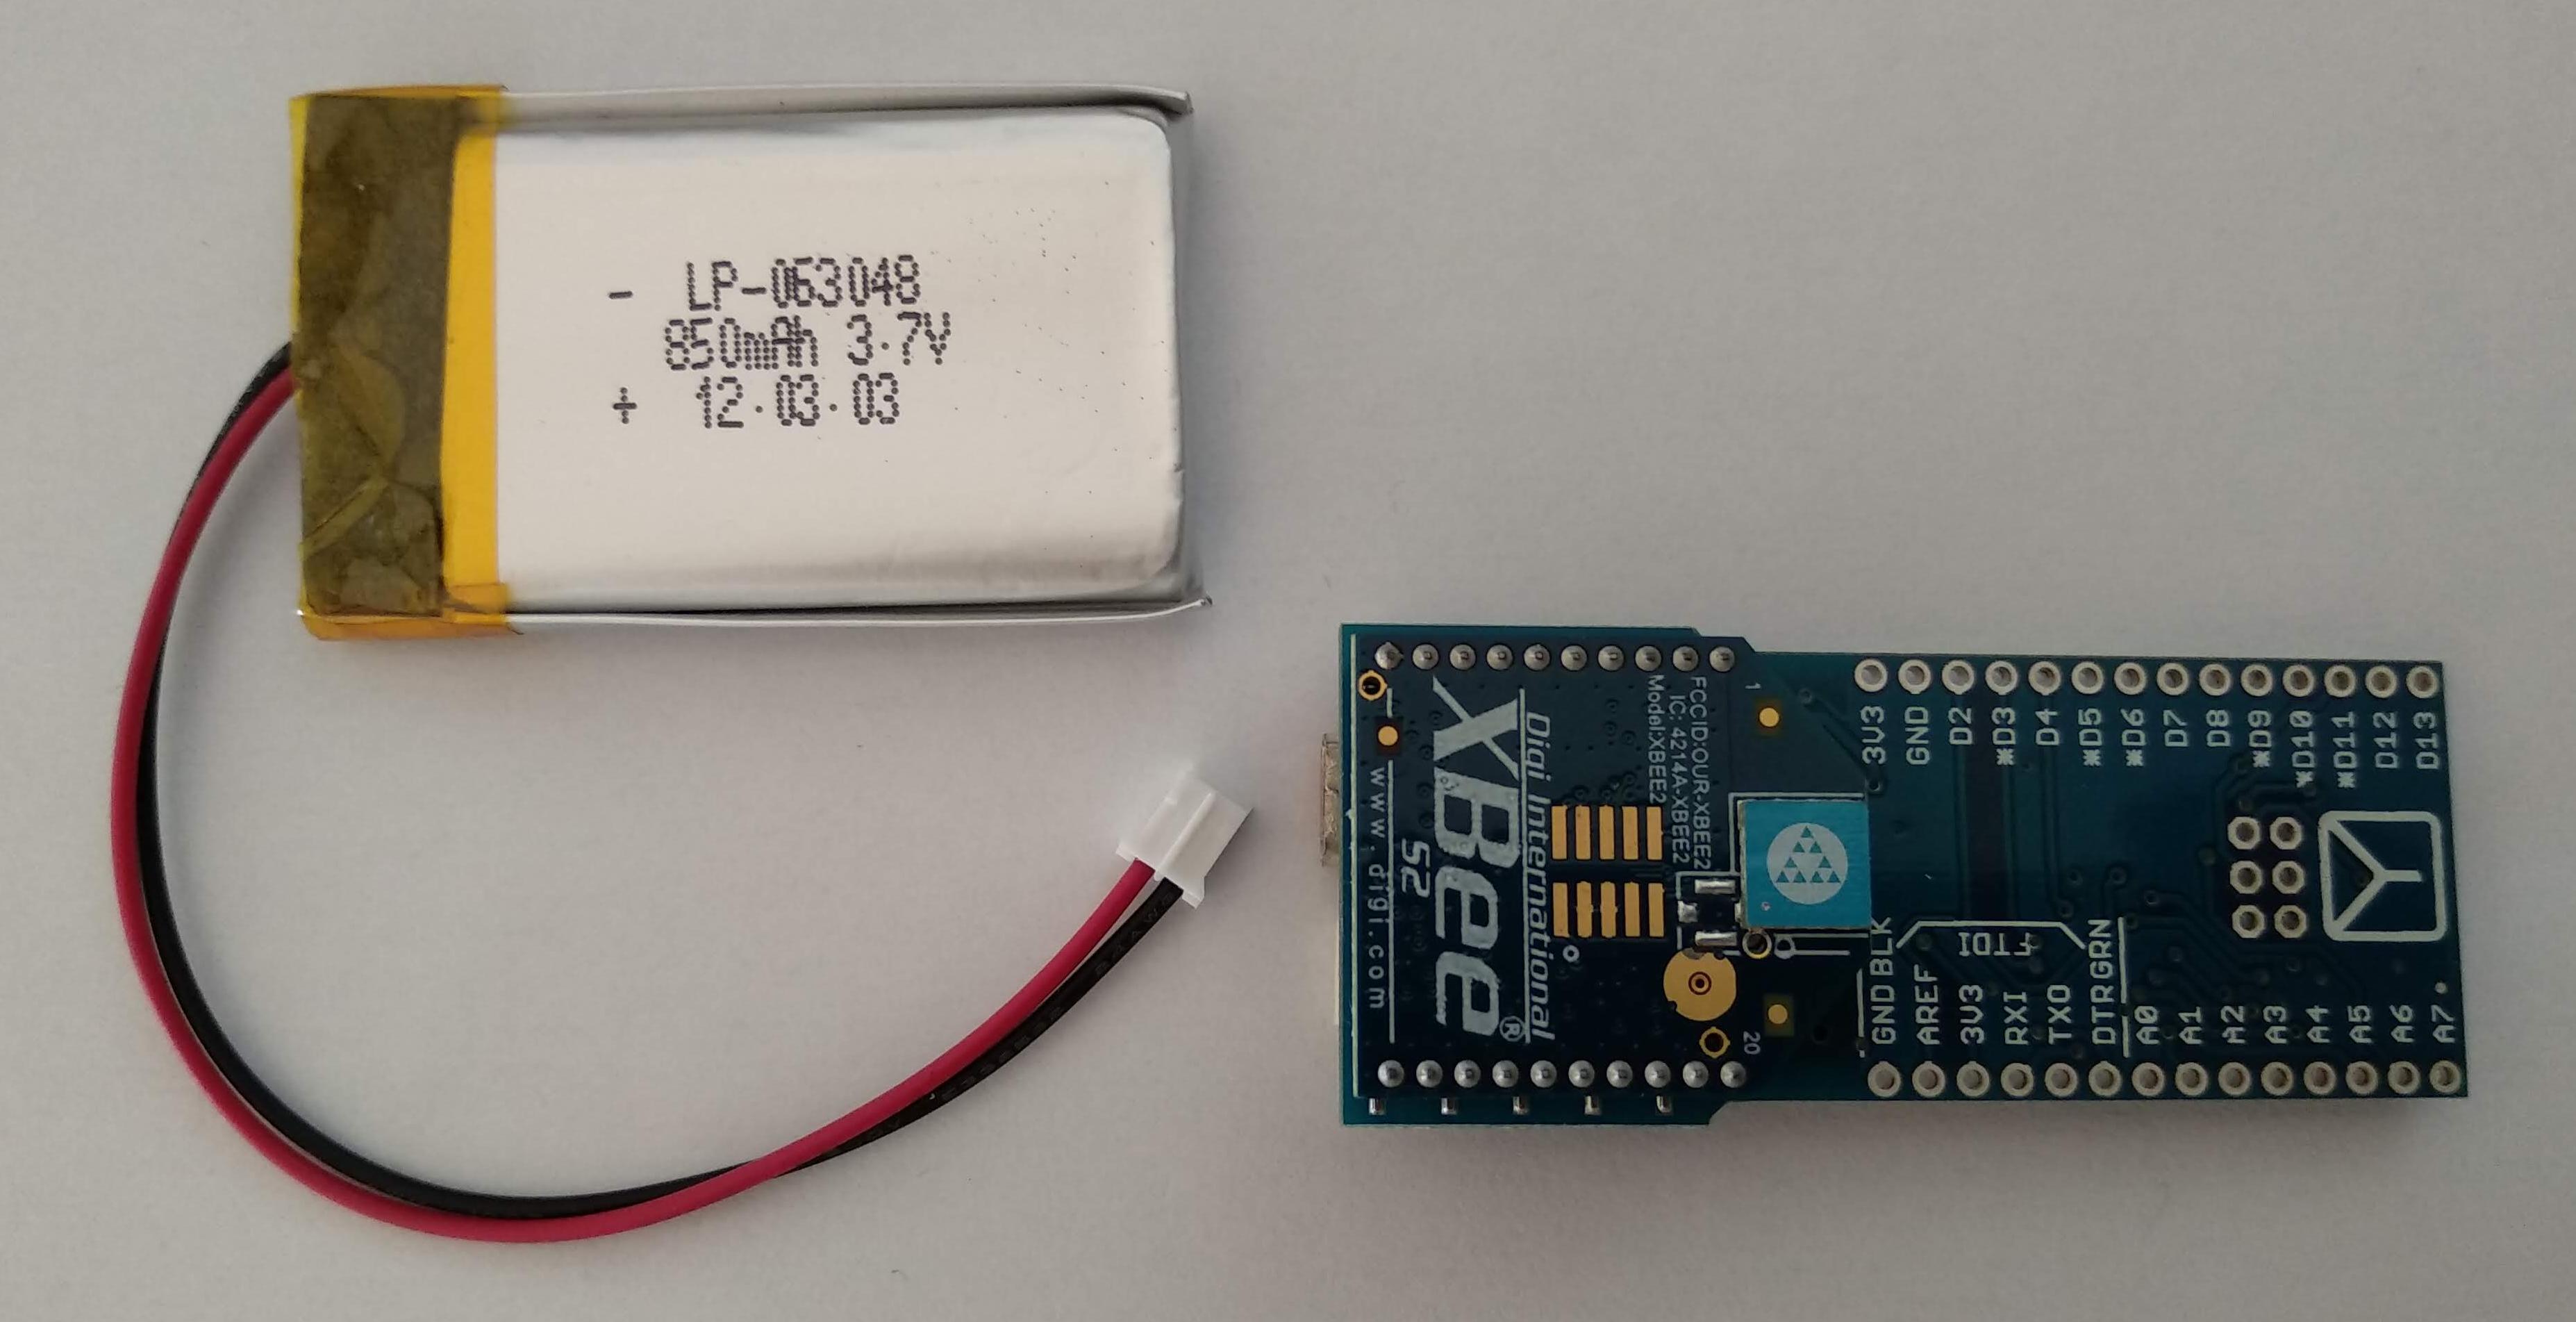 - LP-063048
850mAh 3.7V
+ 12.03.03
XBee®
S2
Digi International
www.digi.com
FCC ID:OUR-XBEE2
IC: 4214A-XBEE2
Model:XBEE2
1
20
3V3
GND
D2
*D3
D4
*D5
*D6
D7
D8
*D9
*D10
*D11
D12
D13
FTDI
GND BLK
AREF
3V3
RXI
TXO
DTR GRN
A0
A1
A2
A3
A4
A5
A6
A7